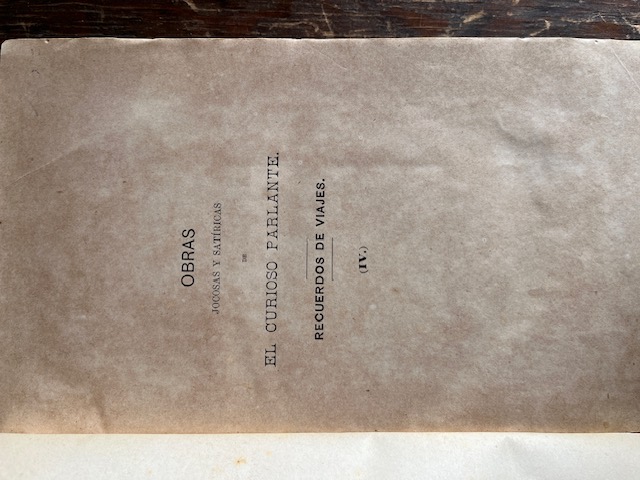 OBRAS
JOCOSAS Y SATÍRICAS
DE
EL CURIOSO PARLANTE.
RECUERDOS DE VIAJES.
(IV.)